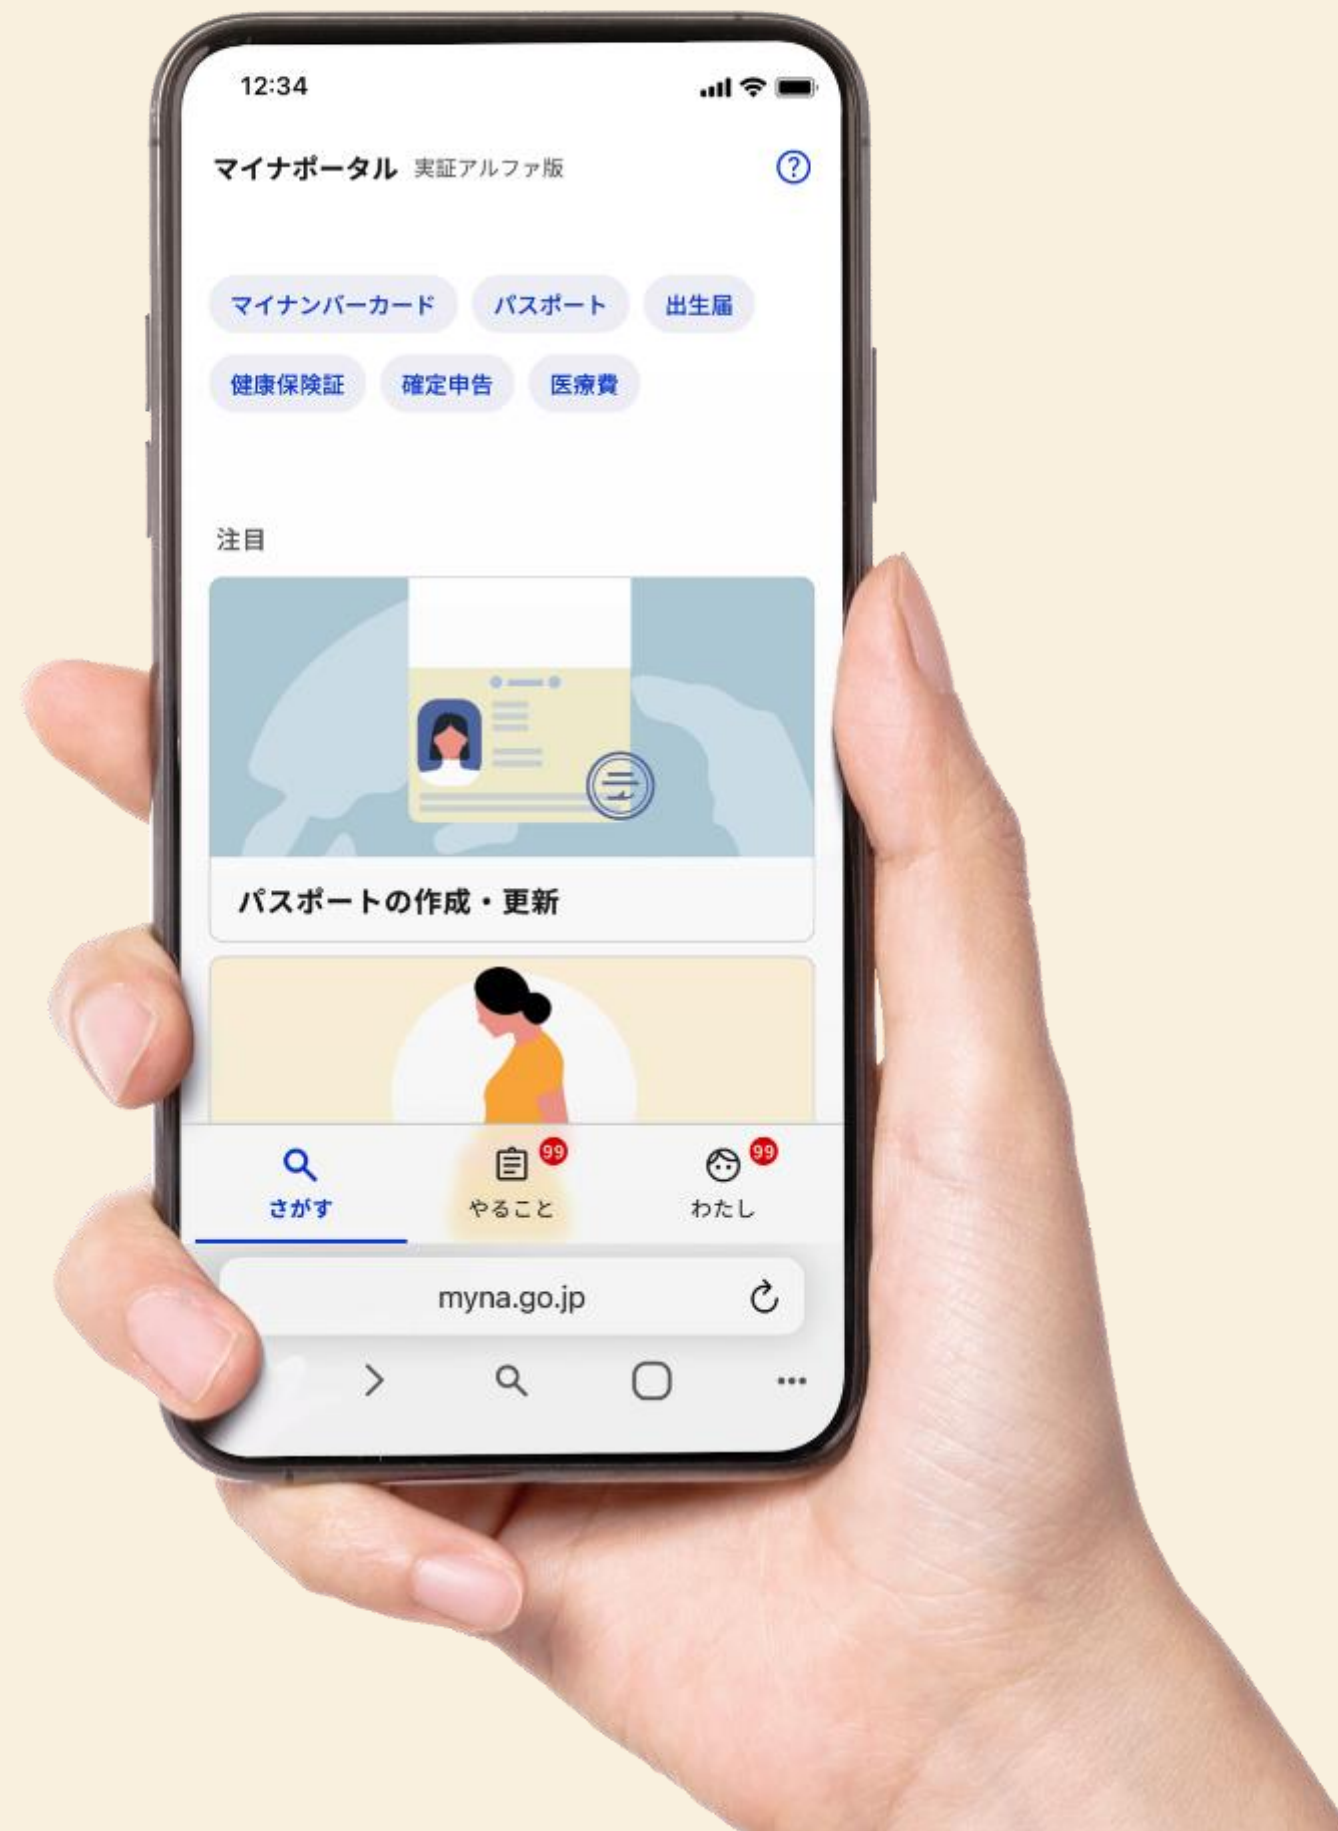 12:34
マイナポータル 実証アルファ版
マイナンバーカード パスポート 出生届
健康保険証 確定申告 医療費
注目
パスポートの作成・更新
99 99
さがす やること わたし
myna.go.jp